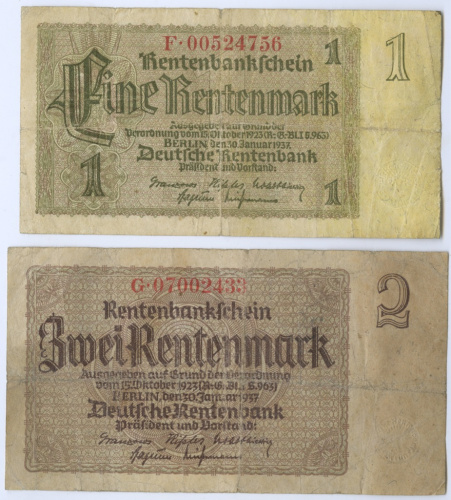 F·00524756
Rentenbankschein
1
1
Eine Rentenmark
Ausgegeben auf Grund der
Verordnung vom 15. Oktober 1923 (R.G.Bl. I S. 963)
BERLIN, den 30. Januar 1937
Deutsche Rentenbank
Präsident und Vorstand:
1
G·07002433
Rentenbankschein
2
Zwei Rentenmark
Ausgegeben auf Grund der Verordnung
vom 15. Oktober 1923 (R.G.Bl. I S. 963)
BERLIN, den 30. Januar 1937
Deutsche Rentenbank
Präsident und Vorstand: